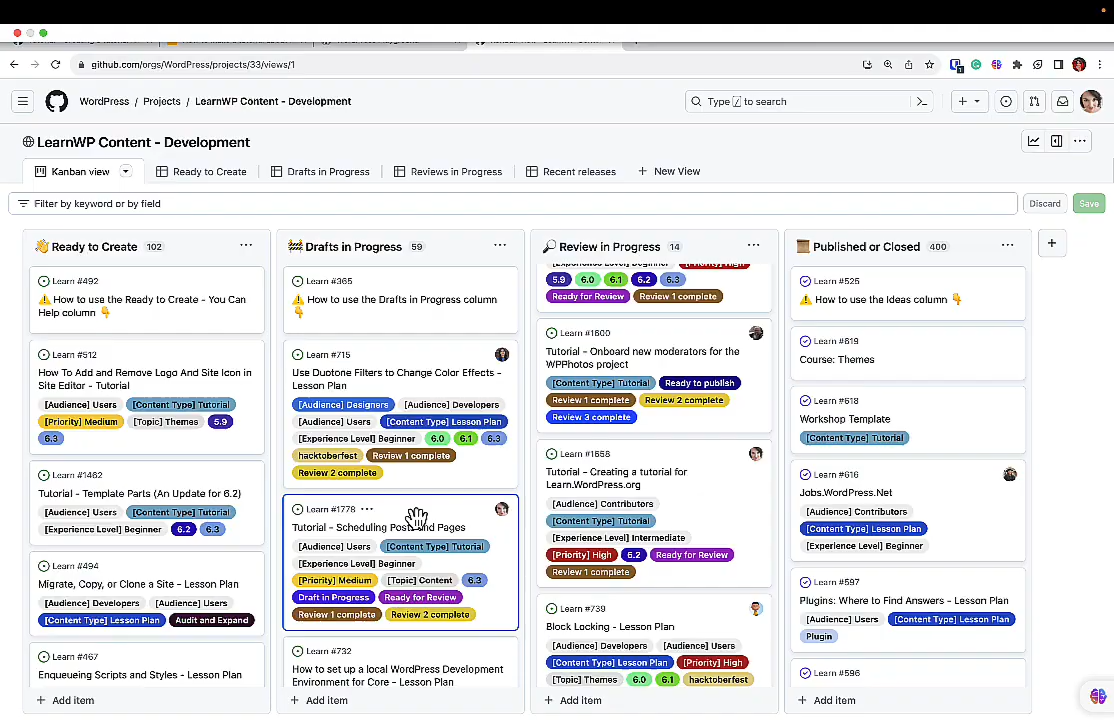 github.com/orgs/WordPress/projects/33/views/1
WordPress / Projects / LearnWP Content - Development
Type / to search
LearnWP Content - Development
Kanban view
Ready to Create
Drafts in Progress
Reviews in Progress
Recent releases
New View
Filter by keyword or by field
Discard
Save
Ready to Create 102
Learn #492
How to use the Ready to Create - You Can
Help column
Learn #512
How To Add and Remove Logo And Site Icon in
Site Editor - Tutorial
[Audience] Users [Content Type] Tutorial
[Priority] Medium [Topic] Themes 5.9
6.3
Learn #1462
Tutorial - Template Parts (An Update for 6.2)
[Audience] Users [Content Type] Tutorial
[Experience Level] Beginner 6.2 6.3
Learn #494
Migrate, Copy, or Clone a Site - Lesson Plan
[Audience] Developers [Audience] Users
[Content Type] Lesson Plan Audit and Expand
Learn #467
Enqueueing Scripts and Styles - Lesson Plan
Add item
Drafts in Progress 59
Learn #365
How to use the Drafts in Progress column
Learn #715
Use Duotone Filters to Change Color Effects -
Lesson Plan
[Audience] Designers [Audience] Developers
[Audience] Users [Content Type] Lesson Plan
[Experience Level] Beginner 6.0 6.1 6.3
hacktoberfest Review 1 complete
Review 2 complete
Learn #1778
Tutorial - Scheduling Posts and Pages
[Audience] Users [Content Type] Tutorial
[Experience Level] Beginner
[Priority] Medium [Topic] Content 6.3
Draft in Progress Ready for Review
Review 1 complete Review 2 complete
Learn #732
How to set up a local WordPress Development
Environment for Core - Lesson Plan
Add item
Review in Progress 14
[Experience Level] Beginner [Priority] High
5.9 6.0 6.1 6.2 6.3
Ready for Review Review 1 complete
Learn #1600
Tutorial - Onboard new moderators for the
WPPhotos project
[Content Type] Tutorial Ready to publish
Review 1 complete Review 2 complete
Review 3 complete
Learn #1658
Tutorial - Creating a tutorial for
Learn.WordPress.org
[Audience] Contributors
[Content Type] Tutorial
[Experience Level] Intermediate
[Priority] High 6.2 Ready for Review
Review 1 complete
Learn #739
Block Locking - Lesson Plan
[Audience] Developers [Audience] Users
[Content Type] Lesson Plan [Priority] High
[Topic] Themes 6.0 6.1 hacktoberfest
Add item
Published or Closed 400
Learn #525
How to use the Ideas column
Learn #619
Course: Themes
Learn #618
Workshop Template
[Content Type] Tutorial
Learn #616
Jobs.WordPress.Net
[Audience] Contributors
[Content Type] Lesson Plan
[Experience Level] Beginner
Learn #597
Plugins: Where to Find Answers - Lesson Plan
[Audience] Users [Content Type] Lesson Plan
Plugin
Learn #596
Add item